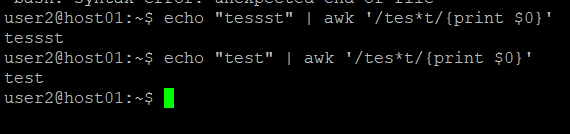 bash: syntax error: unexpected end of file
user2@host01:~$ echo "tessst" | awk '/tes*t/{print $0}'
tessst
user2@host01:~$ echo "test" | awk '/tes*t/{print $0}'
test
user2@host01:~$